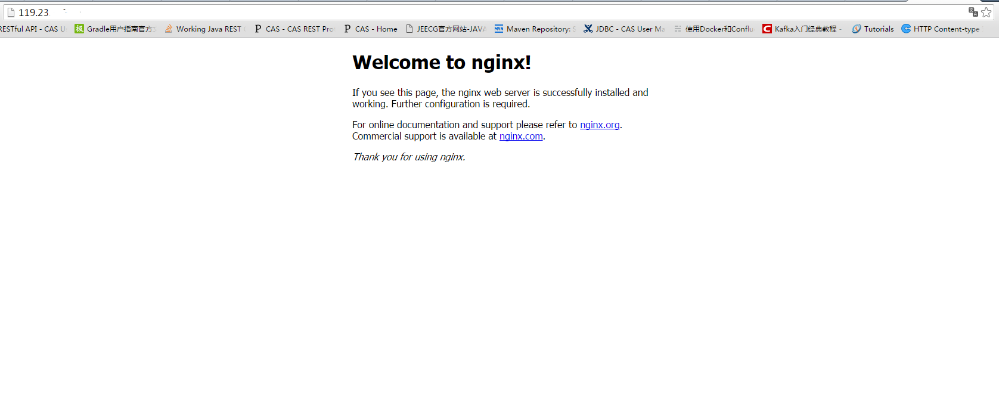 119.23
RESTful API - CAS U
极 Gradle用户指南官方
Working Java REST
P CAS - CAS REST Pro
P CAS - Home
JEECG官方网站-JAVA
MVN Maven Repository: S
JDBC - CAS User Ma
使用Docker和Conflu
C Kafka入门经典教程 -
Tutorials
C HTTP Content-type
Welcome to nginx!
If you see this page, the nginx web server is successfully installed and
working. Further configuration is required.
For online documentation and support please refer to nginx.org.
Commercial support is available at nginx.com.
Thank you for using nginx.